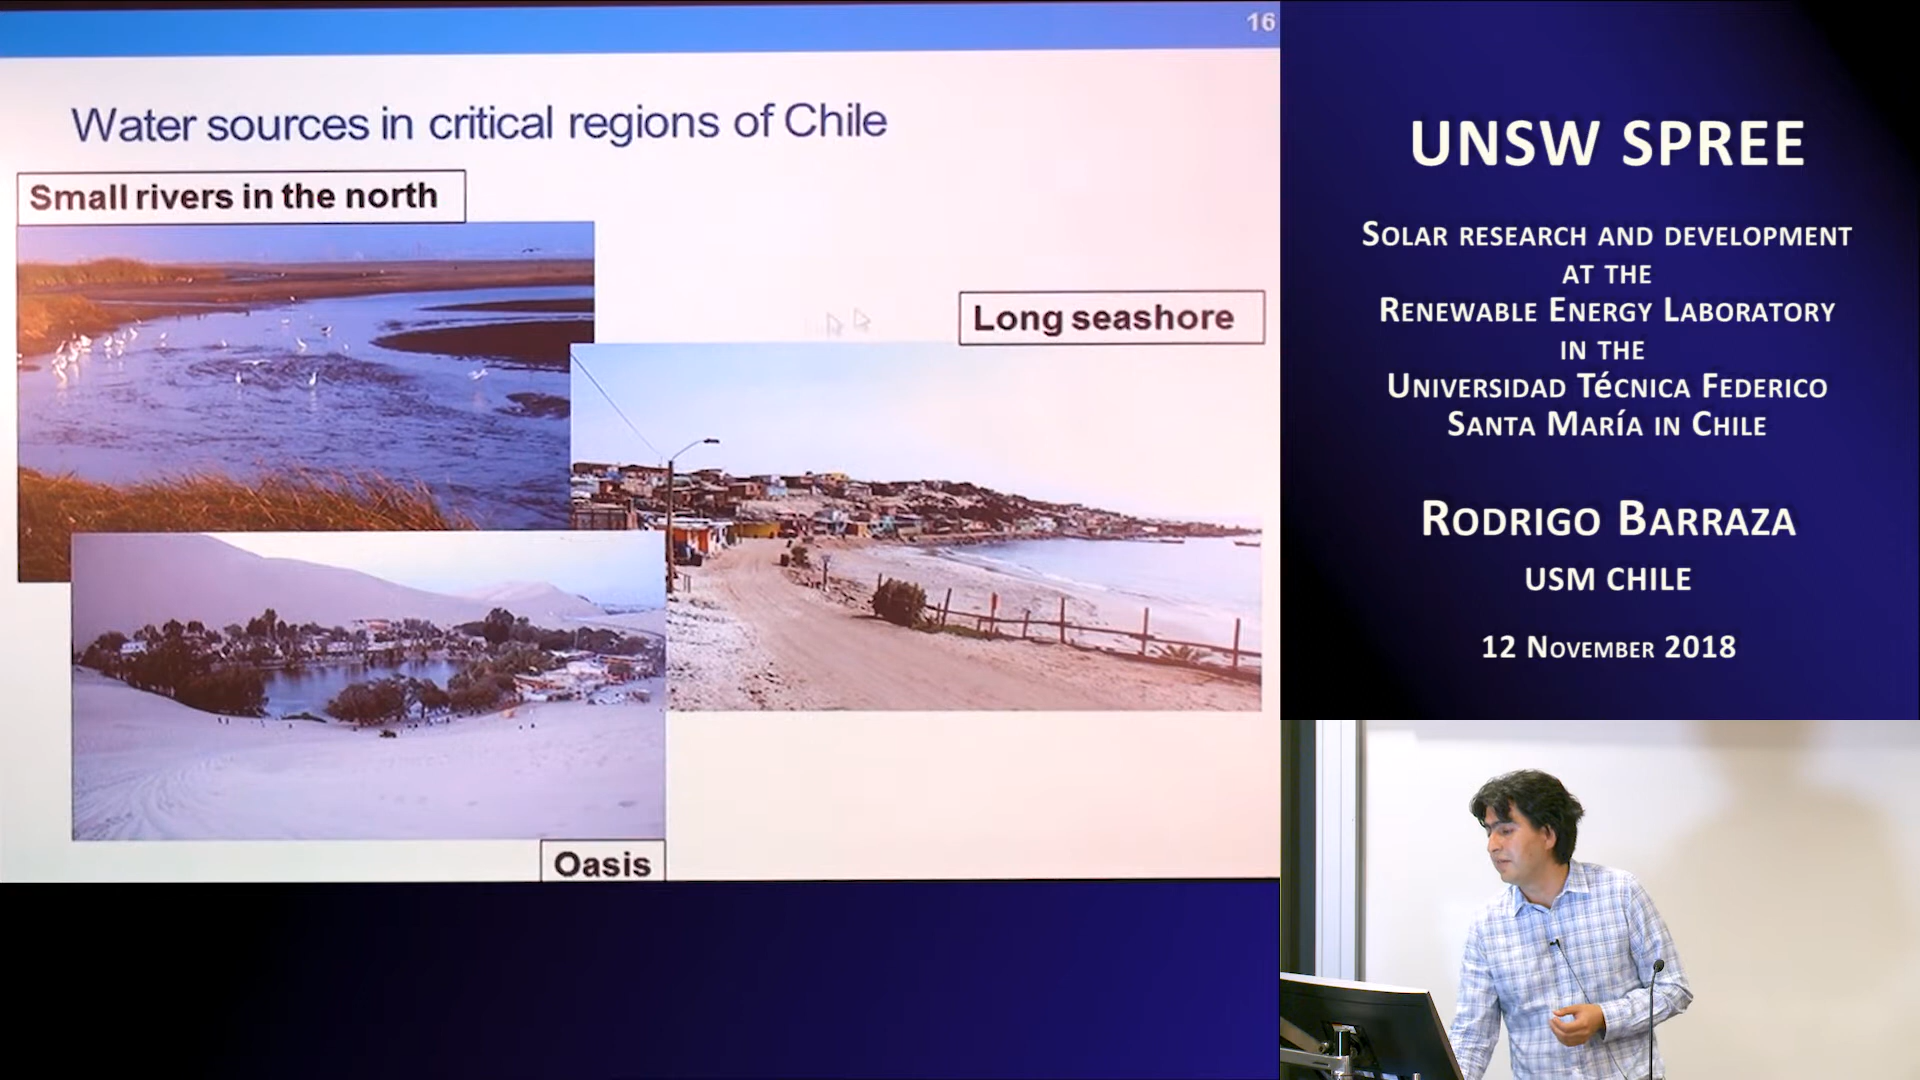 16
Water sources in critical regions of Chile
Small rivers in the north
Long seashore
Oasis
UNSW SPREE
SOLAR RESEARCH AND DEVELOPMENT
AT THE
RENEWABLE ENERGY LABORATORY
IN THE
UNIVERSIDAD TéCNICA FEDERICO
SANTA MARíA IN CHILE
RODRIGO BARRAZA
USM CHILE
12 NOVEMBER 2018